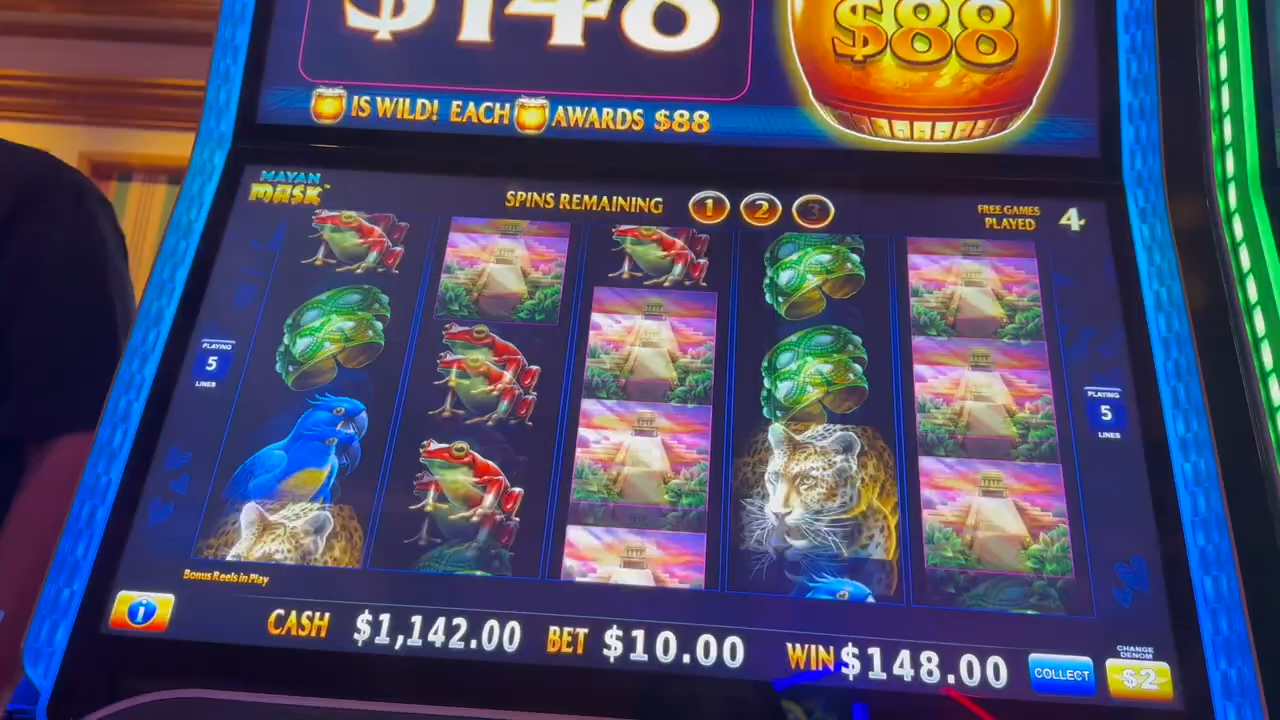 $148
$88
IS WILD! EACH AWARDS $88
MAYAN
MASK™
SPINS REMAINING 1 2 3
FREE GAMES
PLAYED 4
PLAYING
5
LINES
PLAYING
5
LINES
Bonus Reels in Play
i
CASH $1,142.00 BET $10.00 WIN $148.00
COLLECT
CHANGE
DENOM
$2